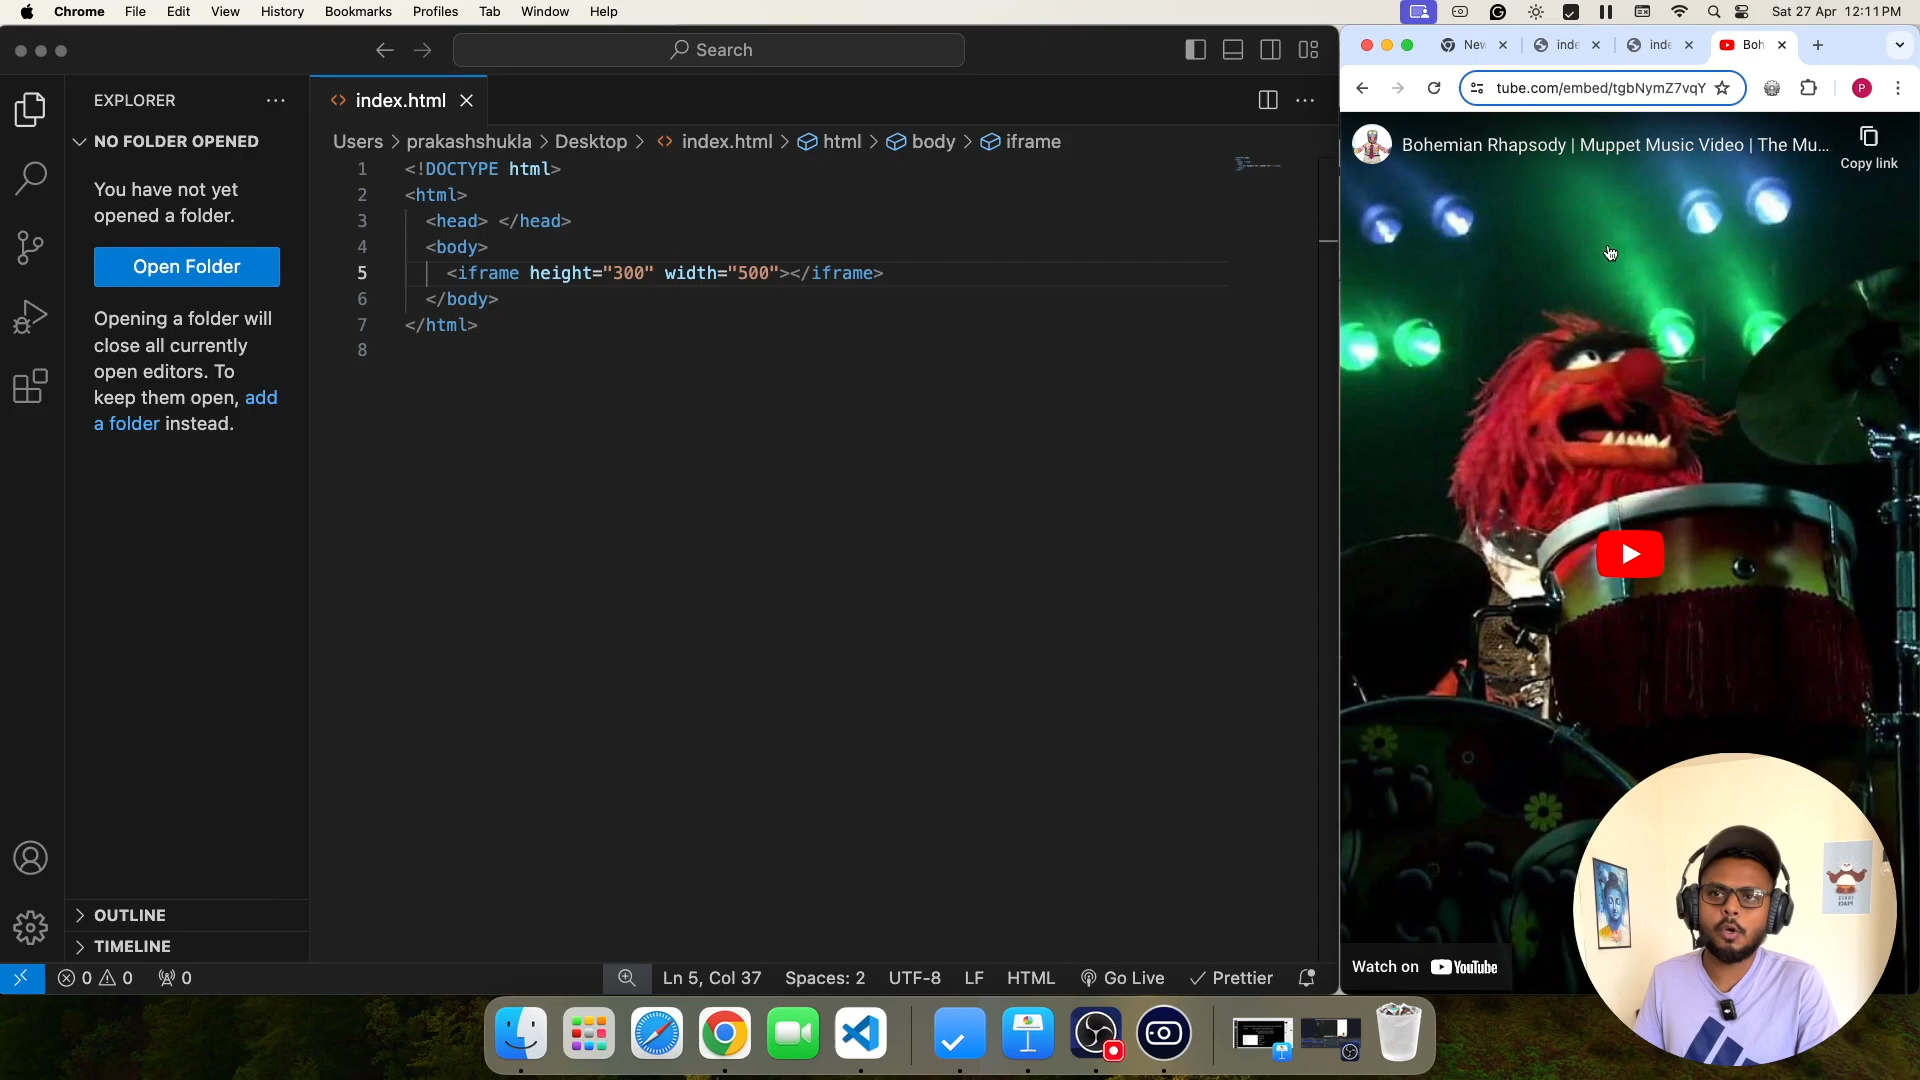 Chrome File Edit View History Bookmarks Profiles Tab Window Help
Sat 27 Apr 12:11 PM
Search
EXPLORER
NO FOLDER OPENED
You have not yet
opened a folder.
Open Folder
Opening a folder will
close all currently
open editors. To
keep them open, add
a folder instead.
OUTLINE
TIMELINE
index.html
Users > prakashshukla > Desktop > index.html > html > body > iframe
1 <!DOCTYPE html>
2 <html>
3 <head> </head>
4 <body>
5 <iframe height="300" width="500"></iframe>
6 </body>
7 </html>
8
0 0 0
Ln 5, Col 37 Spaces: 2 UTF-8 LF HTML Go Live Prettier
New inde inde Boh
tube.com/embed/tgbNymZ7vqY
P
Bohemian Rhapsody | Muppet Music Video | The Mu...
Copy link
Watch on YouTube